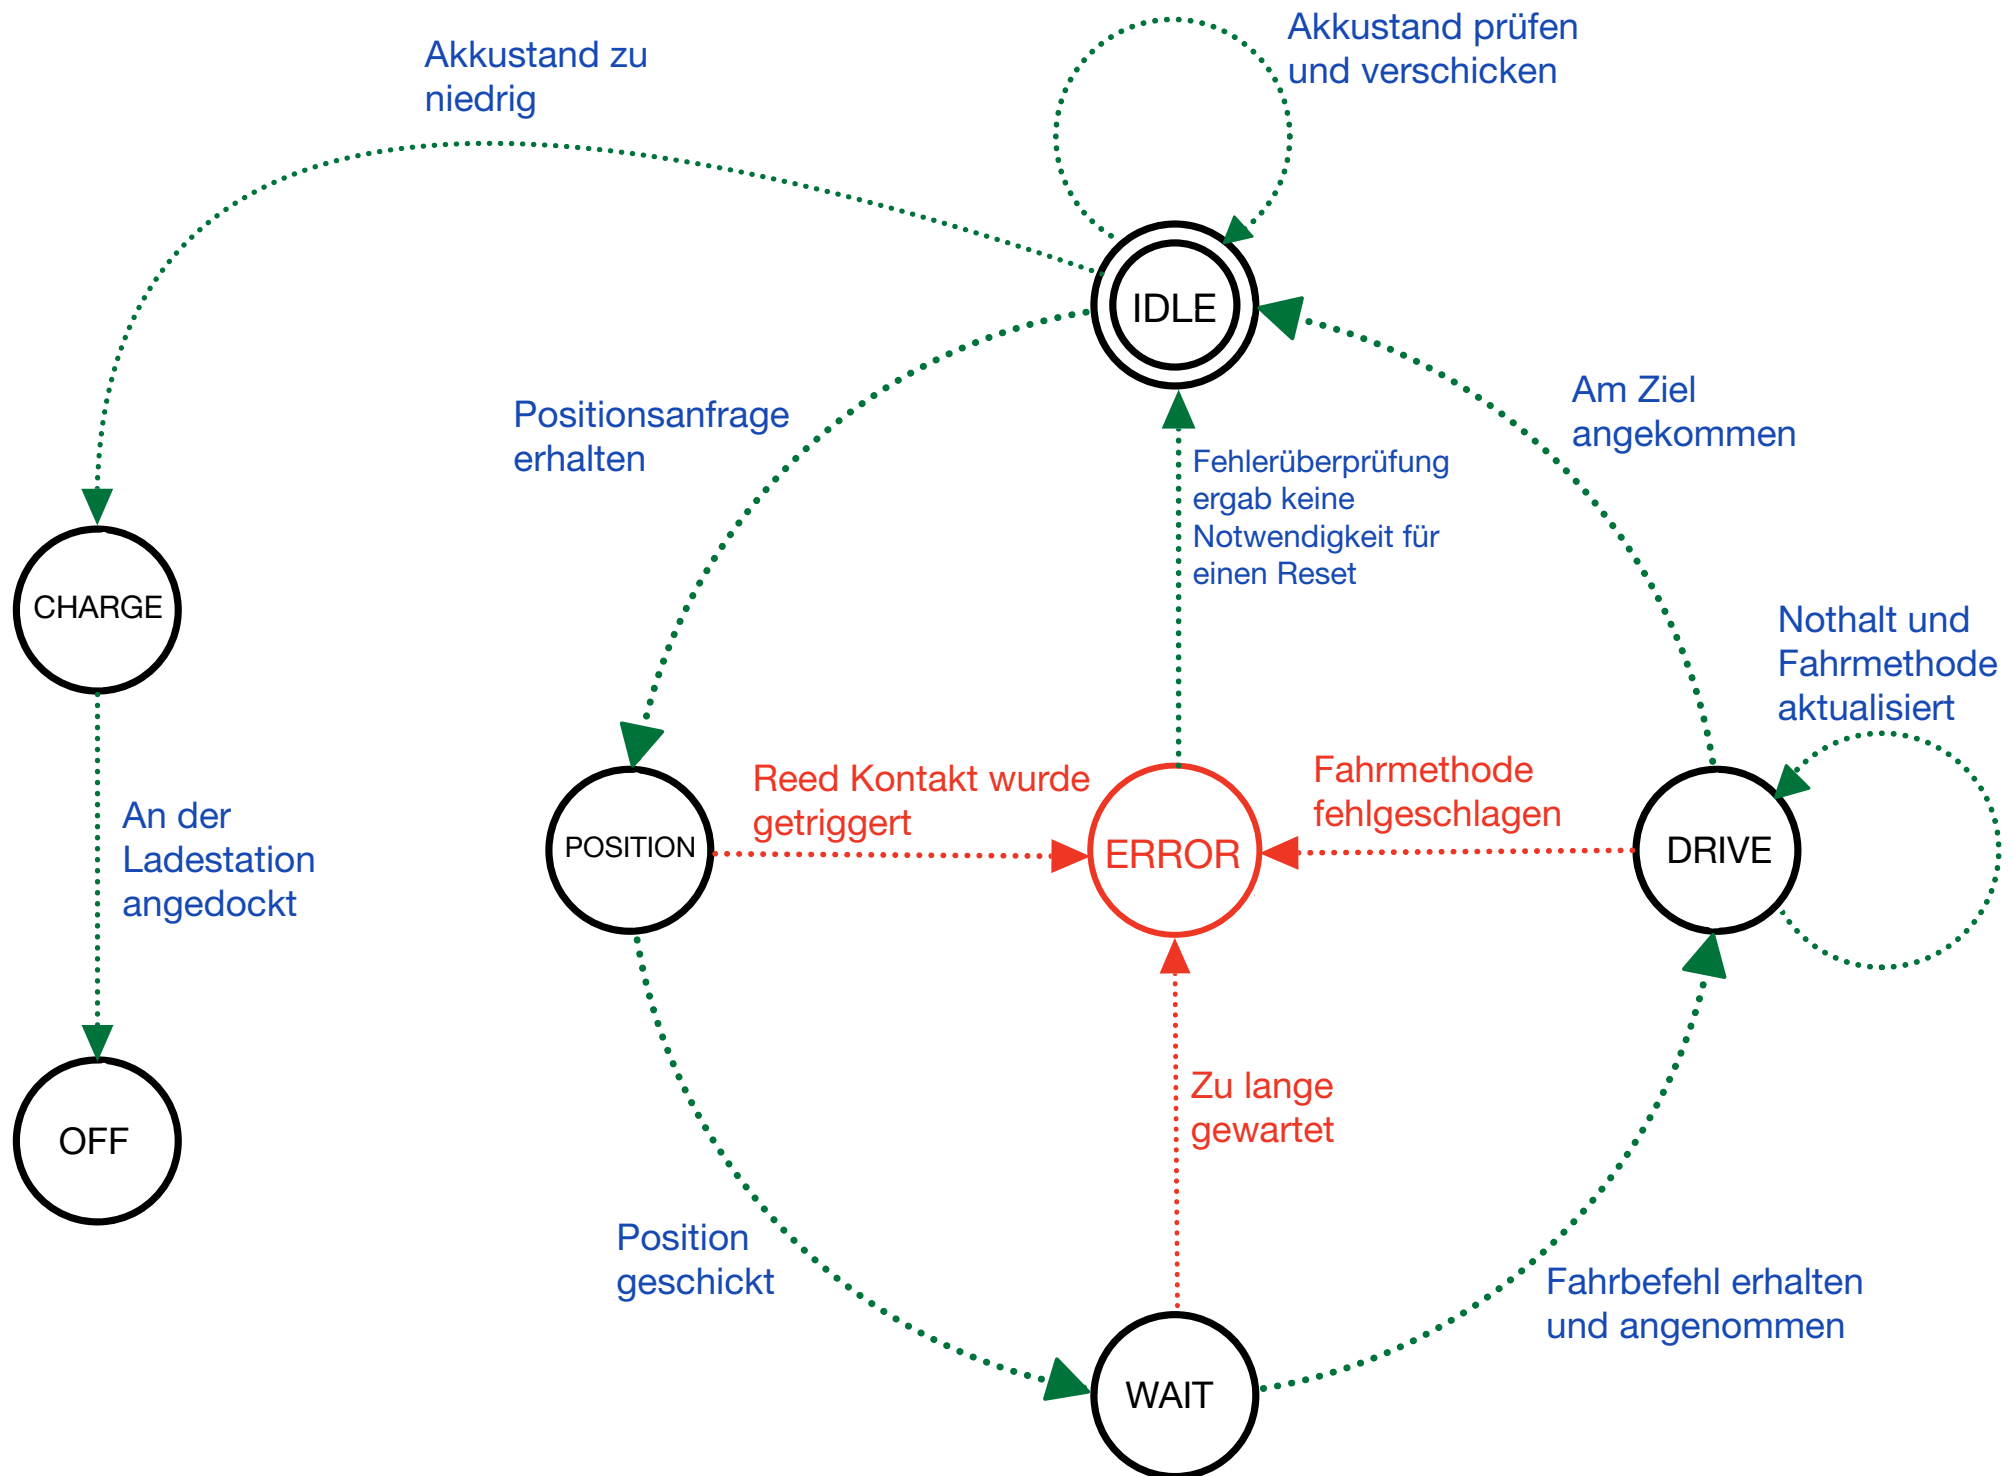 Akkustand prüfen
und verschicken
Akkustand zu
niedrig
IDLE
Am Ziel
angekommen
Positionsanfrage
erhalten
Fehlerüberprüfung
ergab keine
Notwendigkeit für
einen Reset
CHARGE
Nothalt und
Fahrmethode
aktualisiert
Reed Kontakt wurde
getriggert
Fahrmethode
fehlgeschlagen
An der
Ladestation
angedockt
POSITION
ERROR
DRIVE
Zu lange
gewartet
OFF
Position
geschickt
Fahrbefehl erhalten
und angenommen
WAIT